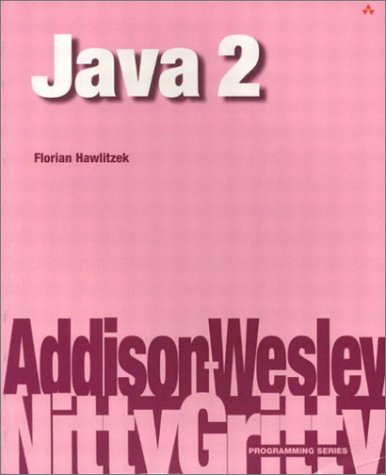 Java 2
Florian Hawlitzek
Addison-Wesley
NittyGritty
PROGRAMMING SERIES